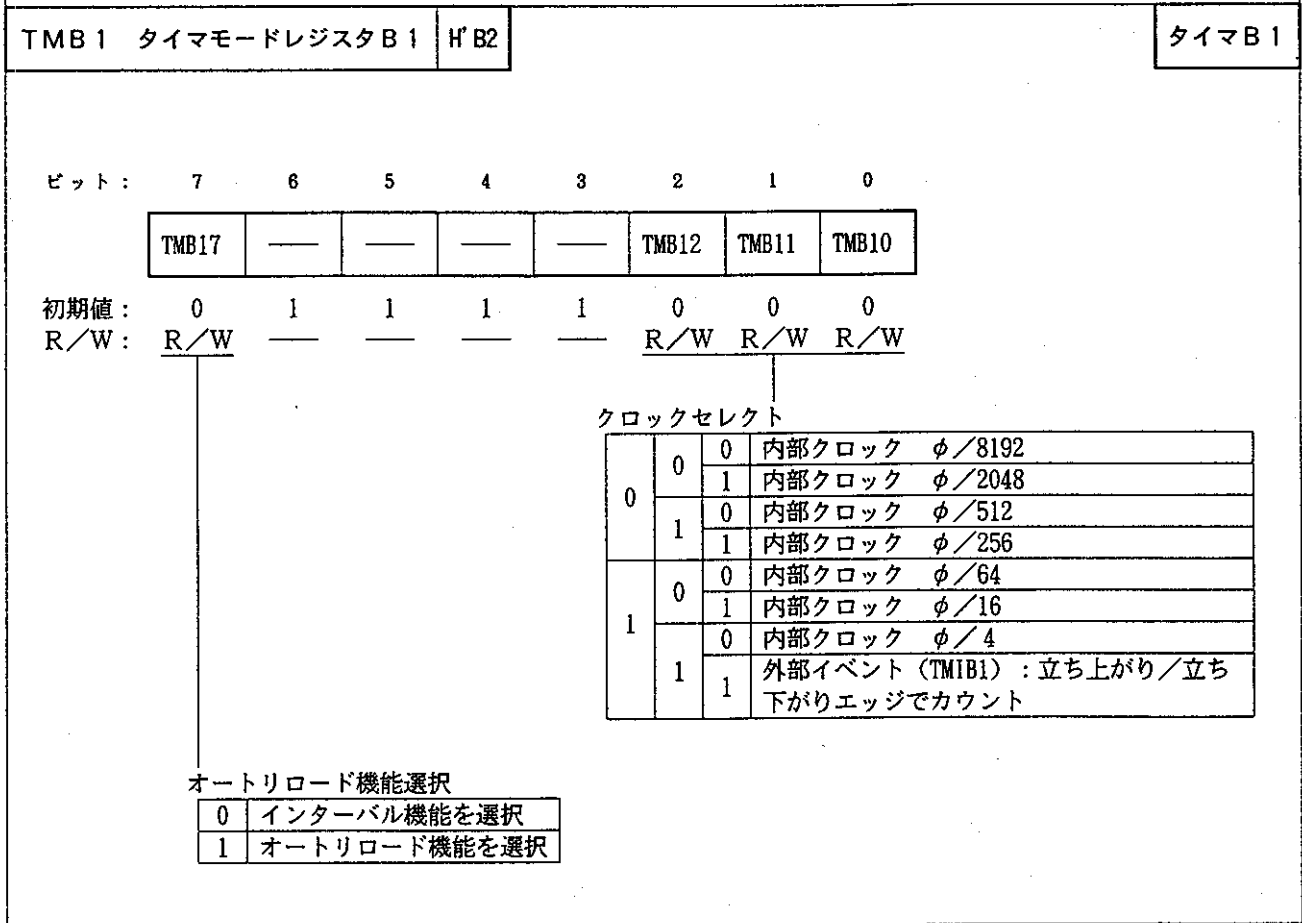 TMB1 タイマモードレジスタB1 H'B2 タイマB1
ビット： 7 6 5 4 3 2 1 0
TMB17 ― ― ― ― TMB12 TMB11 TMB10
初期値： 0 1 1 1 1 0 0 0
R／W： R／W ― ― ― ― R／W R／W R／W
クロックセレクト
0 0 0 内部クロック φ／8192
1 内部クロック φ／2048
1 0 内部クロック φ／512
1 内部クロック φ／256
1 0 0 内部クロック φ／64
1 内部クロック φ／16
1 0 内部クロック φ／4
1 外部イベント（TMIB1）：立ち上がり／立ち
下がりエッジでカウント
オートリロード機能選択
0 インターバル機能を選択
1 オートリロード機能を選択